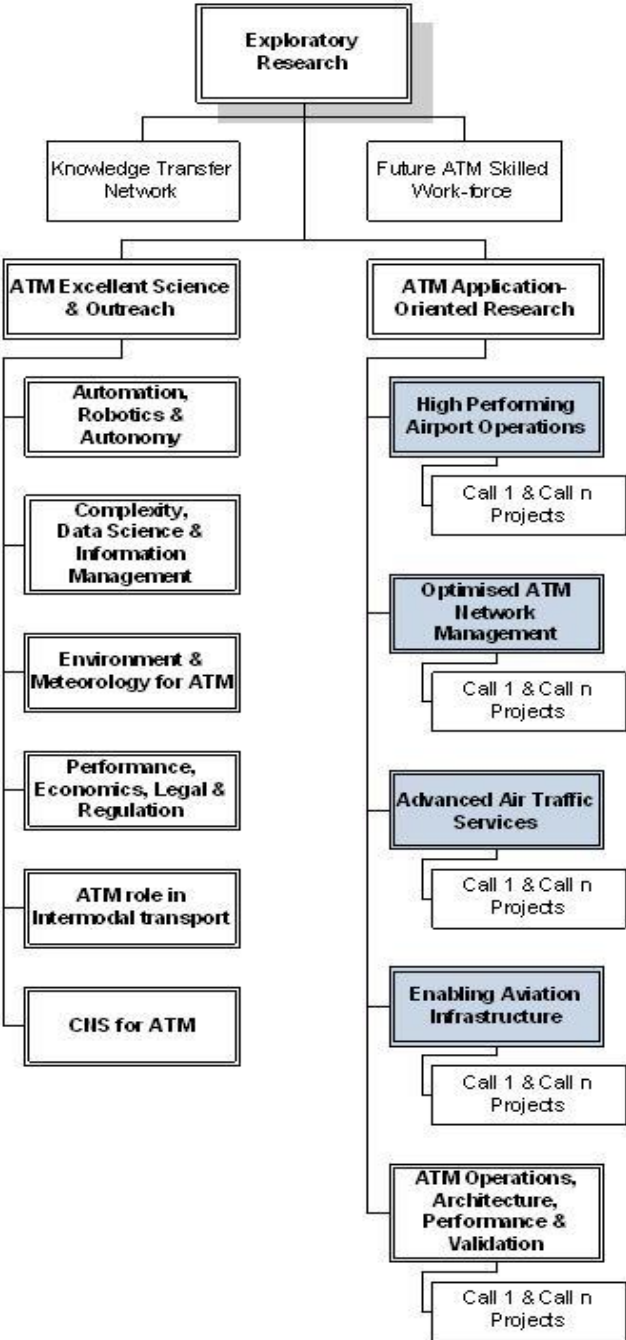 Exploratory
Research
Knowledge Transfer
Network
Future ATM Skilled
Work-force
ATM Excellent Science
& Outreach
Automation,
Robotics &
Autonomy
Complexity,
Data Science &
Information
Management
Environment &
Meteorology for ATM
Performance,
Economics, Legal &
Regulation
ATM role in
Intermodal transport
CNS for ATM
ATM Application-
Oriented Research
High Performing
Airport Operations
Call 1 & Call n
Projects
Optimised ATM
Network
Management
Call 1 & Call n
Projects
Advanced Air Traffic
Services
Call 1 & Call n
Projects
Enabling Aviation
Infrastructure
Call 1 & Call n
Projects
ATM Operations,
Architecture,
Performance &
Validation
Call 1 & Call n
Projects